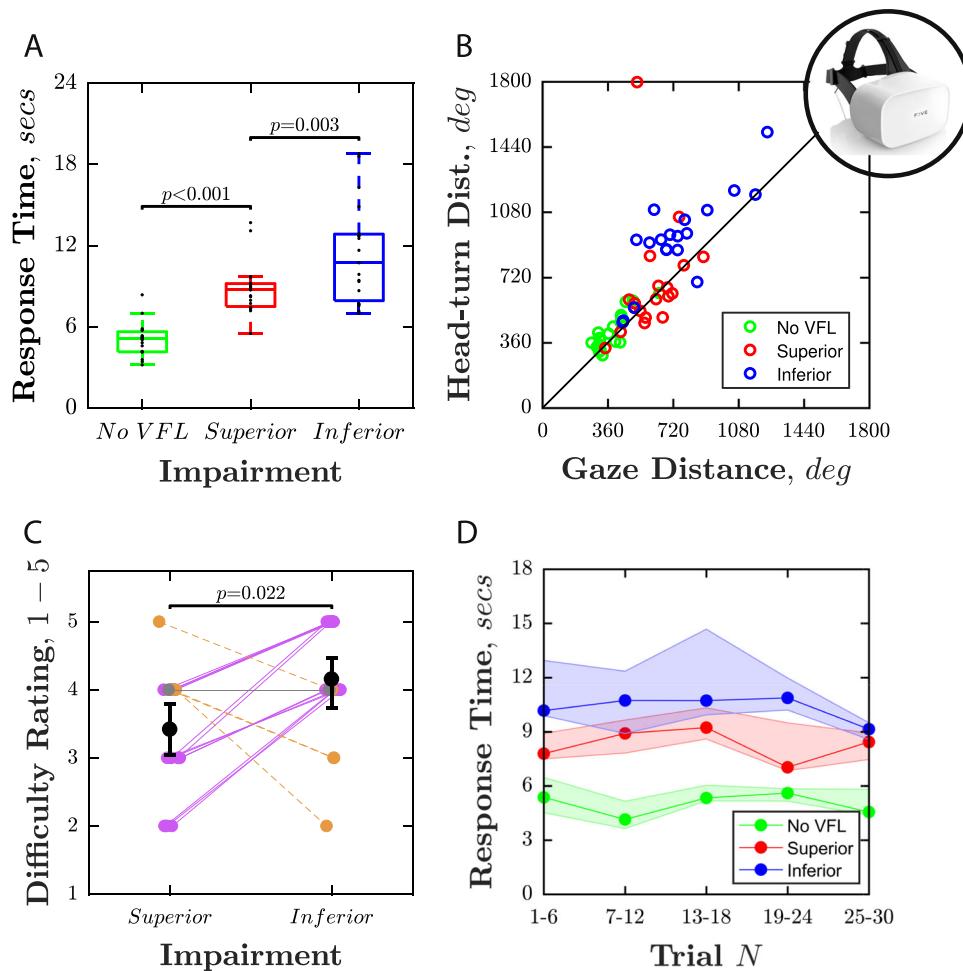 A
Response Time, secs
24
18
12
6
0
p<0.001
p=0.003
No VFL Superior Inferior
Impairment
B
Head-turn Dist., deg
1800
1440
1080
720
360
0
FOVE
No VFL
Superior
Inferior
0 360 720 1080 1440 1800
Gaze Distance, deg
C
Difficulty Rating, 1 − 5
5
4
3
2
1
p=0.022
Superior Inferior
Impairment
D
Response Time, secs
18
15
12
9
6
3
0
No VFL
Superior
Inferior
1-6 7-12 13-18 19-24 25-30
Trial N